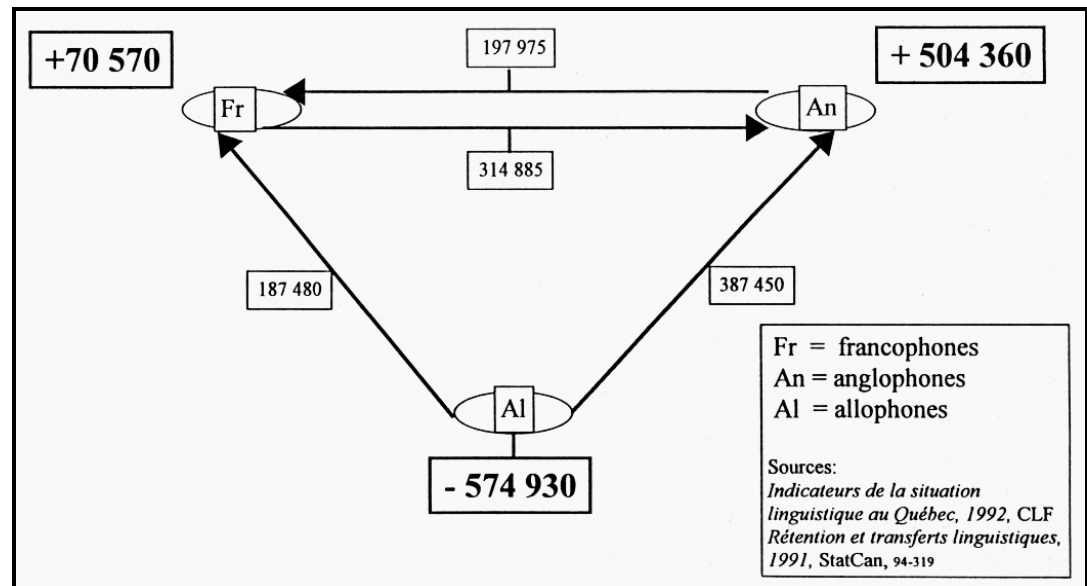 +70 570
197 975
+ 504 360
Fr
An
314 885
187 480
387 450
Al
- 574 930
Fr = francophones
An = anglophones
Al = allophones
Sources:
Indicateurs de la situation
linguistique au Québec, 1992, CLF
Rétention et transferts linguistiques,
1991, StatCan, 94-319